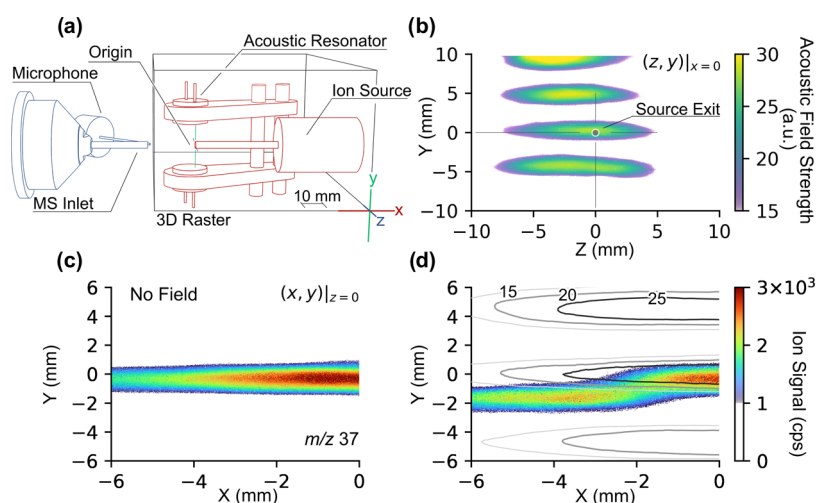 (a)
Origin
Acoustic Resonator
Microphone
Ion Source
MS Inlet
3D Raster
10 mm
y
x
z
(b)
(z, y)|x=0
Source Exit
10
5
0
−5
−10
Y (mm)
−10 −5 0 5 10
Z (mm)
30
25
20
15
Acoustic Field Strength
(a.u.)
(c)
No Field
(x, y)|z=0
m/z 37
6
4
2
0
−2
−4
−6
Y (mm)
−6 −4 −2 0
X (mm)
(d)
15 20 25
6
4
2
0
−2
−4
−6
Y (mm)
−6 −4 −2 0
X (mm)
3×10³
2
1
0
Ion Signal (cps)